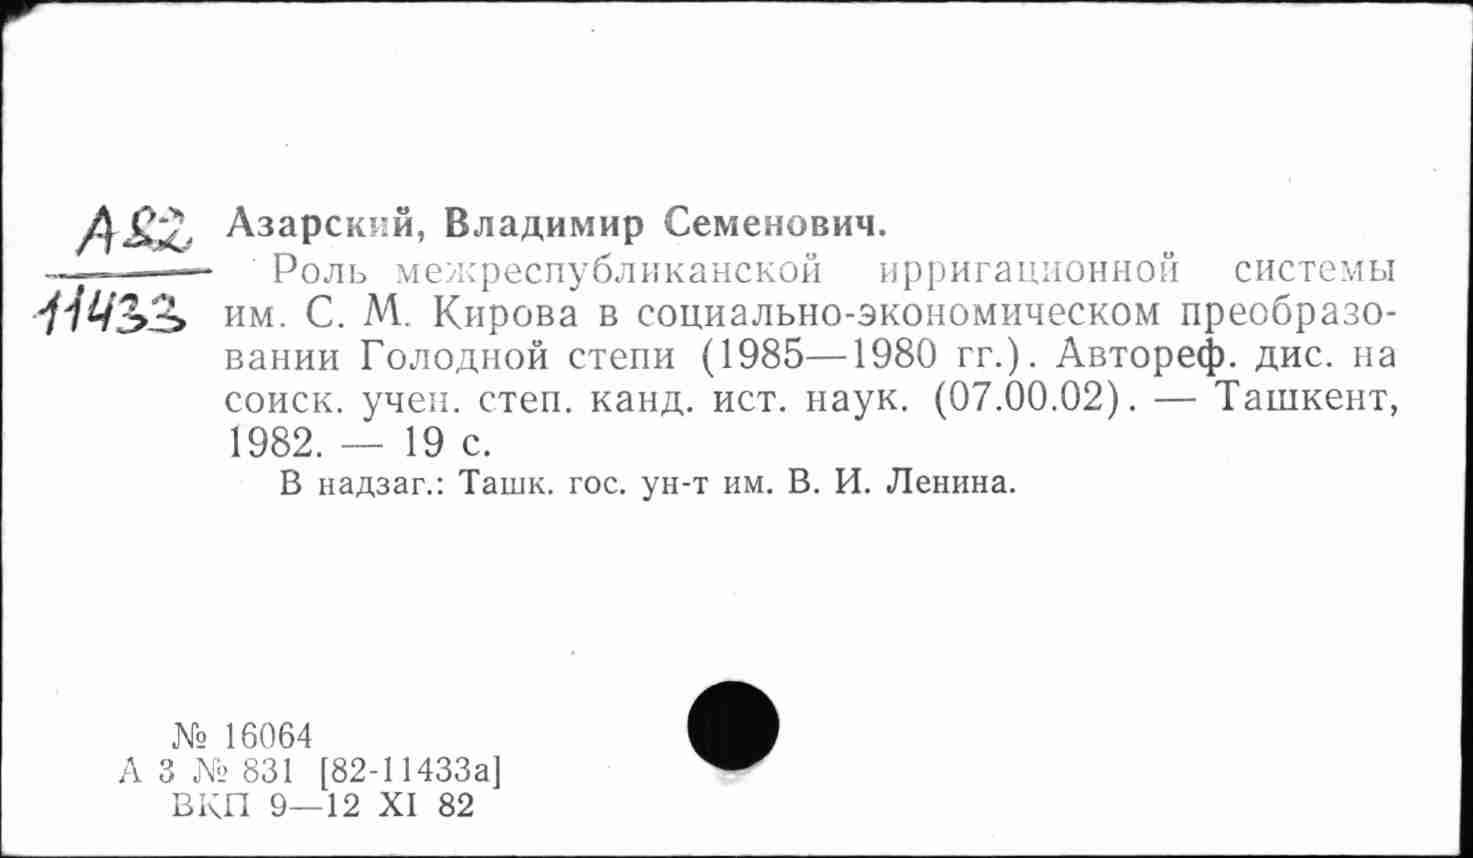 А82
11433
Азарский, Владимир Семенович.
Роль межреспубликанской ирригационной системы
им. С. М. Кирова в социально-экономическом преобразо-
вании Голодной степи (1985—1980 гг.). Автореф. дис. на
соиск. учен. степ. канд. ист. наук. (07.00.02). — Ташкент,
1982. — 19 с.
В надзаг.: Ташк. гос. ун-т им. В. И. Ленина.
№ 16064
А З № 831 [82-11433а]
ВКП 9—12 XI 82